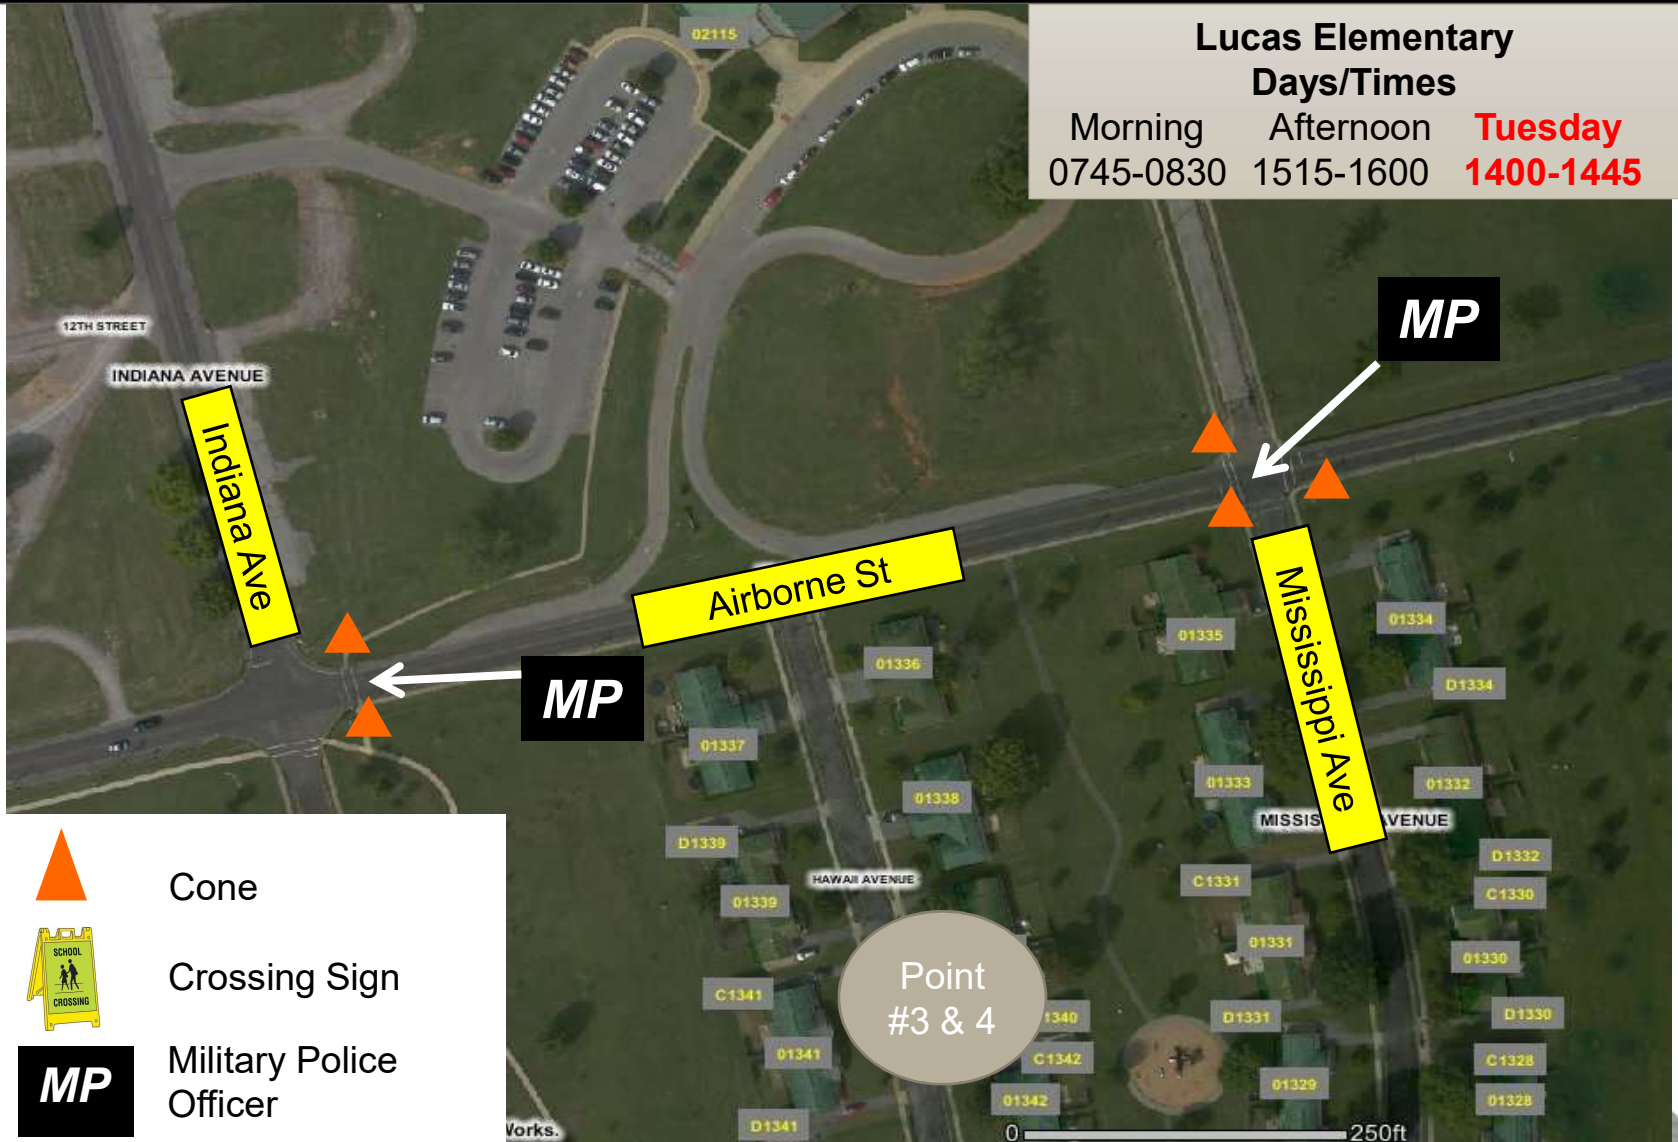 02115
Lucas Elementary
Days/Times
Morning Afternoon Tuesday
0745-0830 1515-1600 1400-1445
12TH STREET
INDIANA AVENUE
Indiana Ave
MP
Airborne St
MP
Mississippi Ave
01335
01334
01336
D1334
01337
01333
01332
01338
MISSIS
VENUE
D1339
D1332
HAWAII AVENUE
C1331
C1330
01339
01331
01330
Point
#3 & 4
C1341
1340
D1331
D1330
01341
C1342
C1328
01342
01329
01328
D1341
Cone
SCHOOL
CROSSING
Crossing Sign
MP
Military Police
Officer
Works.
0 250ft